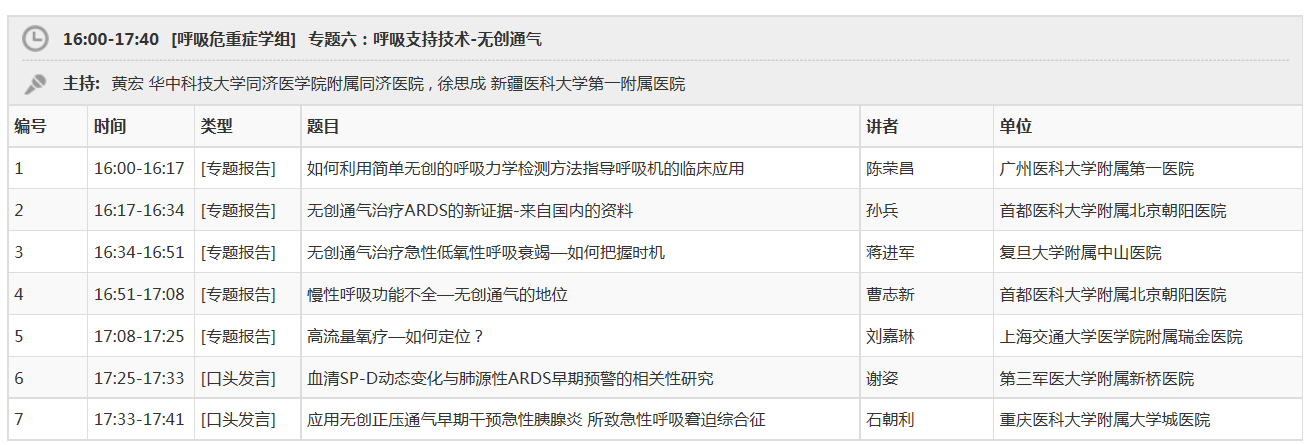 16:00-17:40 [呼吸危重症学组] 专题六：呼吸支持技术-无创通气
主持: 黄宏 华中科技大学同济医学院附属同济医院 , 徐思成 新疆医科大学第一附属医院
编号 时间 类型 题目 讲者 单位
1 16:00-16:17 [专题报告] 如何利用简单无创的呼吸力学检测方法指导呼吸机的临床应用 陈荣昌 广州医科大学附属第一医院
2 16:17-16:34 [专题报告] 无创通气治疗ARDS的新证据-来自国内的资料 孙兵 首都医科大学附属北京朝阳医院
3 16:34-16:51 [专题报告] 无创通气治疗急性低氧性呼吸衰竭—如何把握时机 蒋进军 复旦大学附属中山医院
4 16:51-17:08 [专题报告] 慢性呼吸功能不全—无创通气的地位 曹志新 首都医科大学附属北京朝阳医院
5 17:08-17:25 [专题报告] 高流量氧疗—如何定位？ 刘嘉琳 上海交通大学医学院附属瑞金医院
6 17:25-17:33 [口头发言] 血清SP-D动态变化与肺源性ARDS早期预警的相关性研究 谢姿 第三军医大学附属新桥医院
7 17:33-17:41 [口头发言] 应用无创正压通气早期干预急性胰腺炎 所致急性呼吸窘迫综合征 石朝利 重庆医科大学附属大学城医院